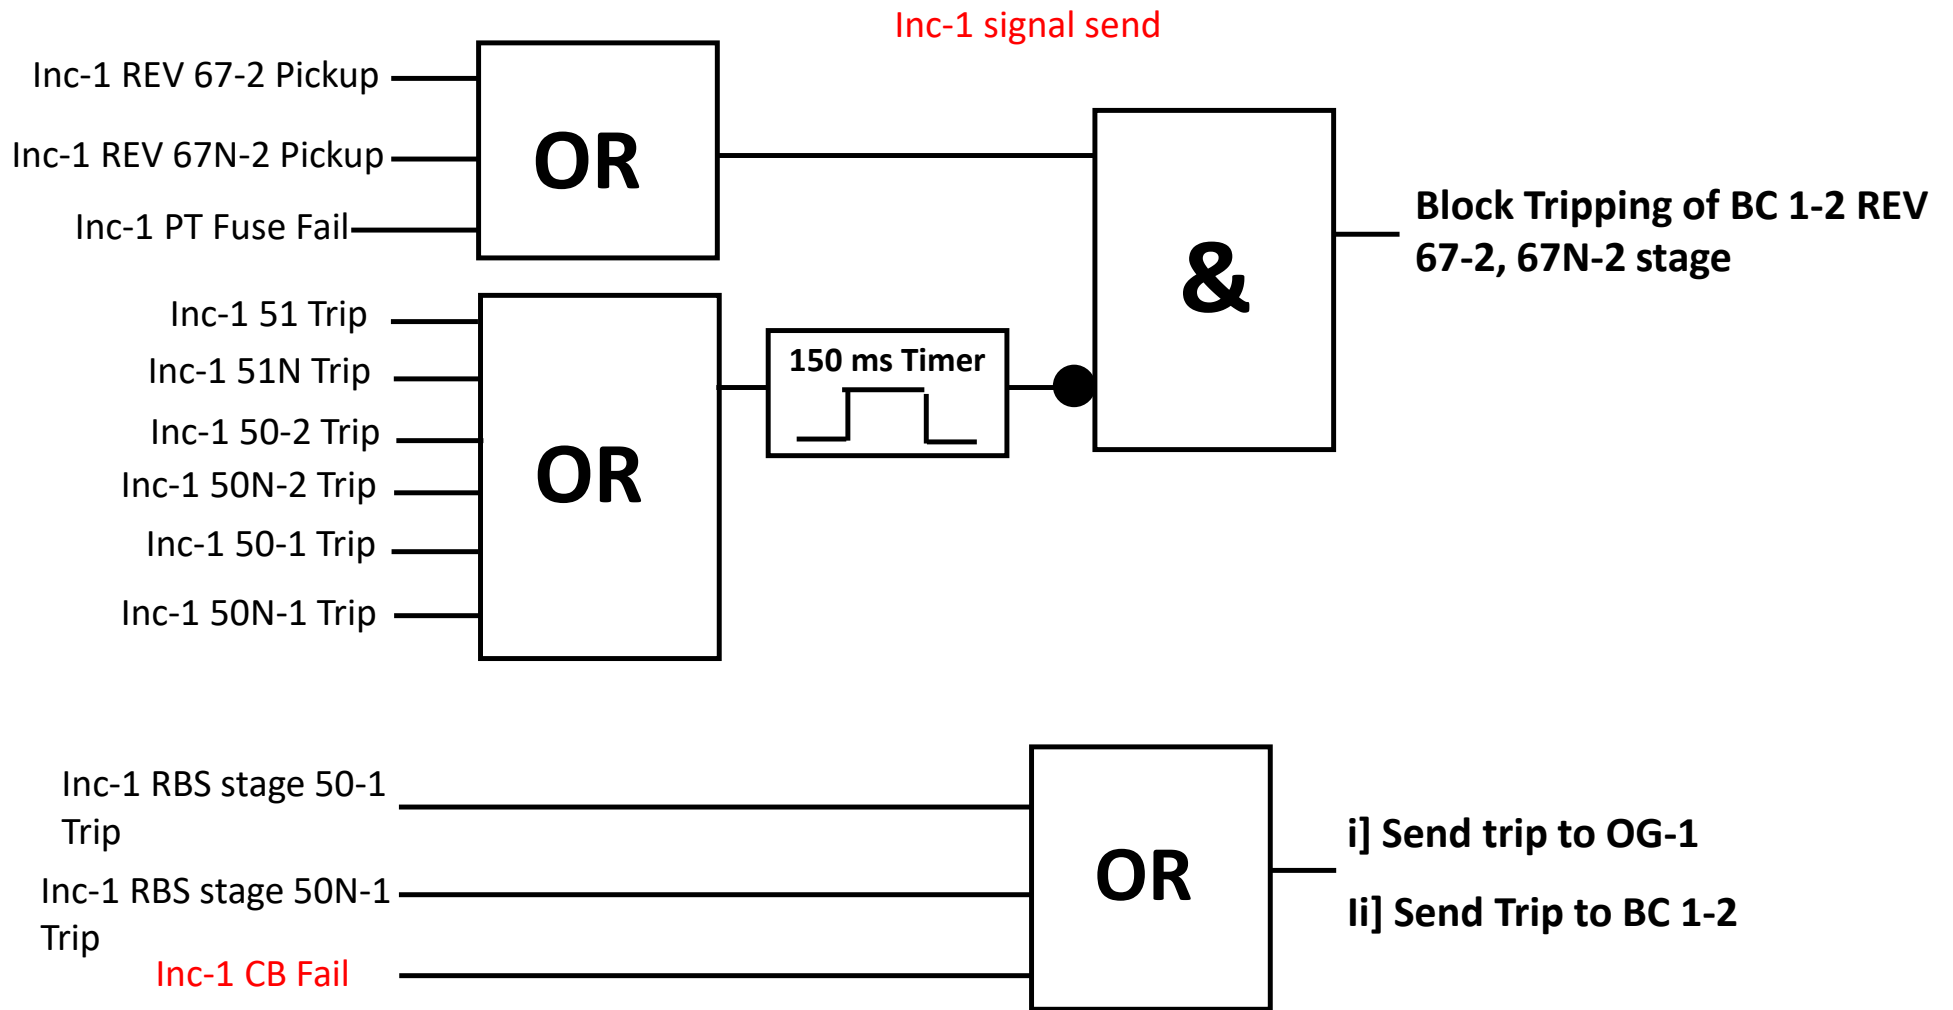 Inc-1 signal send
Inc-1 REV 67-2 Pickup
Inc-1 REV 67N-2 Pickup
Inc-1 PT Fuse Fail
OR
&
Block Tripping of BC 1-2 REV
67-2, 67N-2 stage
Inc-1 51 Trip
Inc-1 51N Trip
Inc-1 50-2 Trip
Inc-1 50N-2 Trip
Inc-1 50-1 Trip
Inc-1 50N-1 Trip
OR
150 ms Timer
Inc-1 RBS stage 50-1
Trip
Inc-1 RBS stage 50N-1
Trip
Inc-1 CB Fail
OR
i] Send trip to OG-1
Ii] Send Trip to BC 1-2